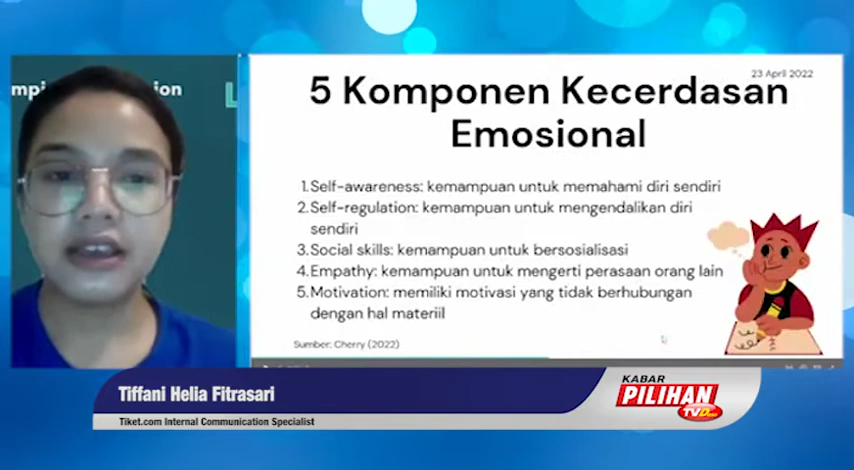 23 April 2022
5 Komponen Kecerdasan
Emosional
ion
1. Self-awareness: kemampuan untuk memahami diri sendiri
2. Self-regulation: kemampuan untuk mengendalikan diri
sendiri
3. Social skills: kemampuan untuk bersosialisasi
4. Empathy: kemampuan untuk mengerti perasaan orang lain
5. Motivation: memiliki motivasi yang tidak berhubungan
dengan hal materiil
Sumber: Cherry (2022)
Tiffani Helia Fitrasari
Tiket.com Internal Communication Specialist
KABAR
PILIHAN